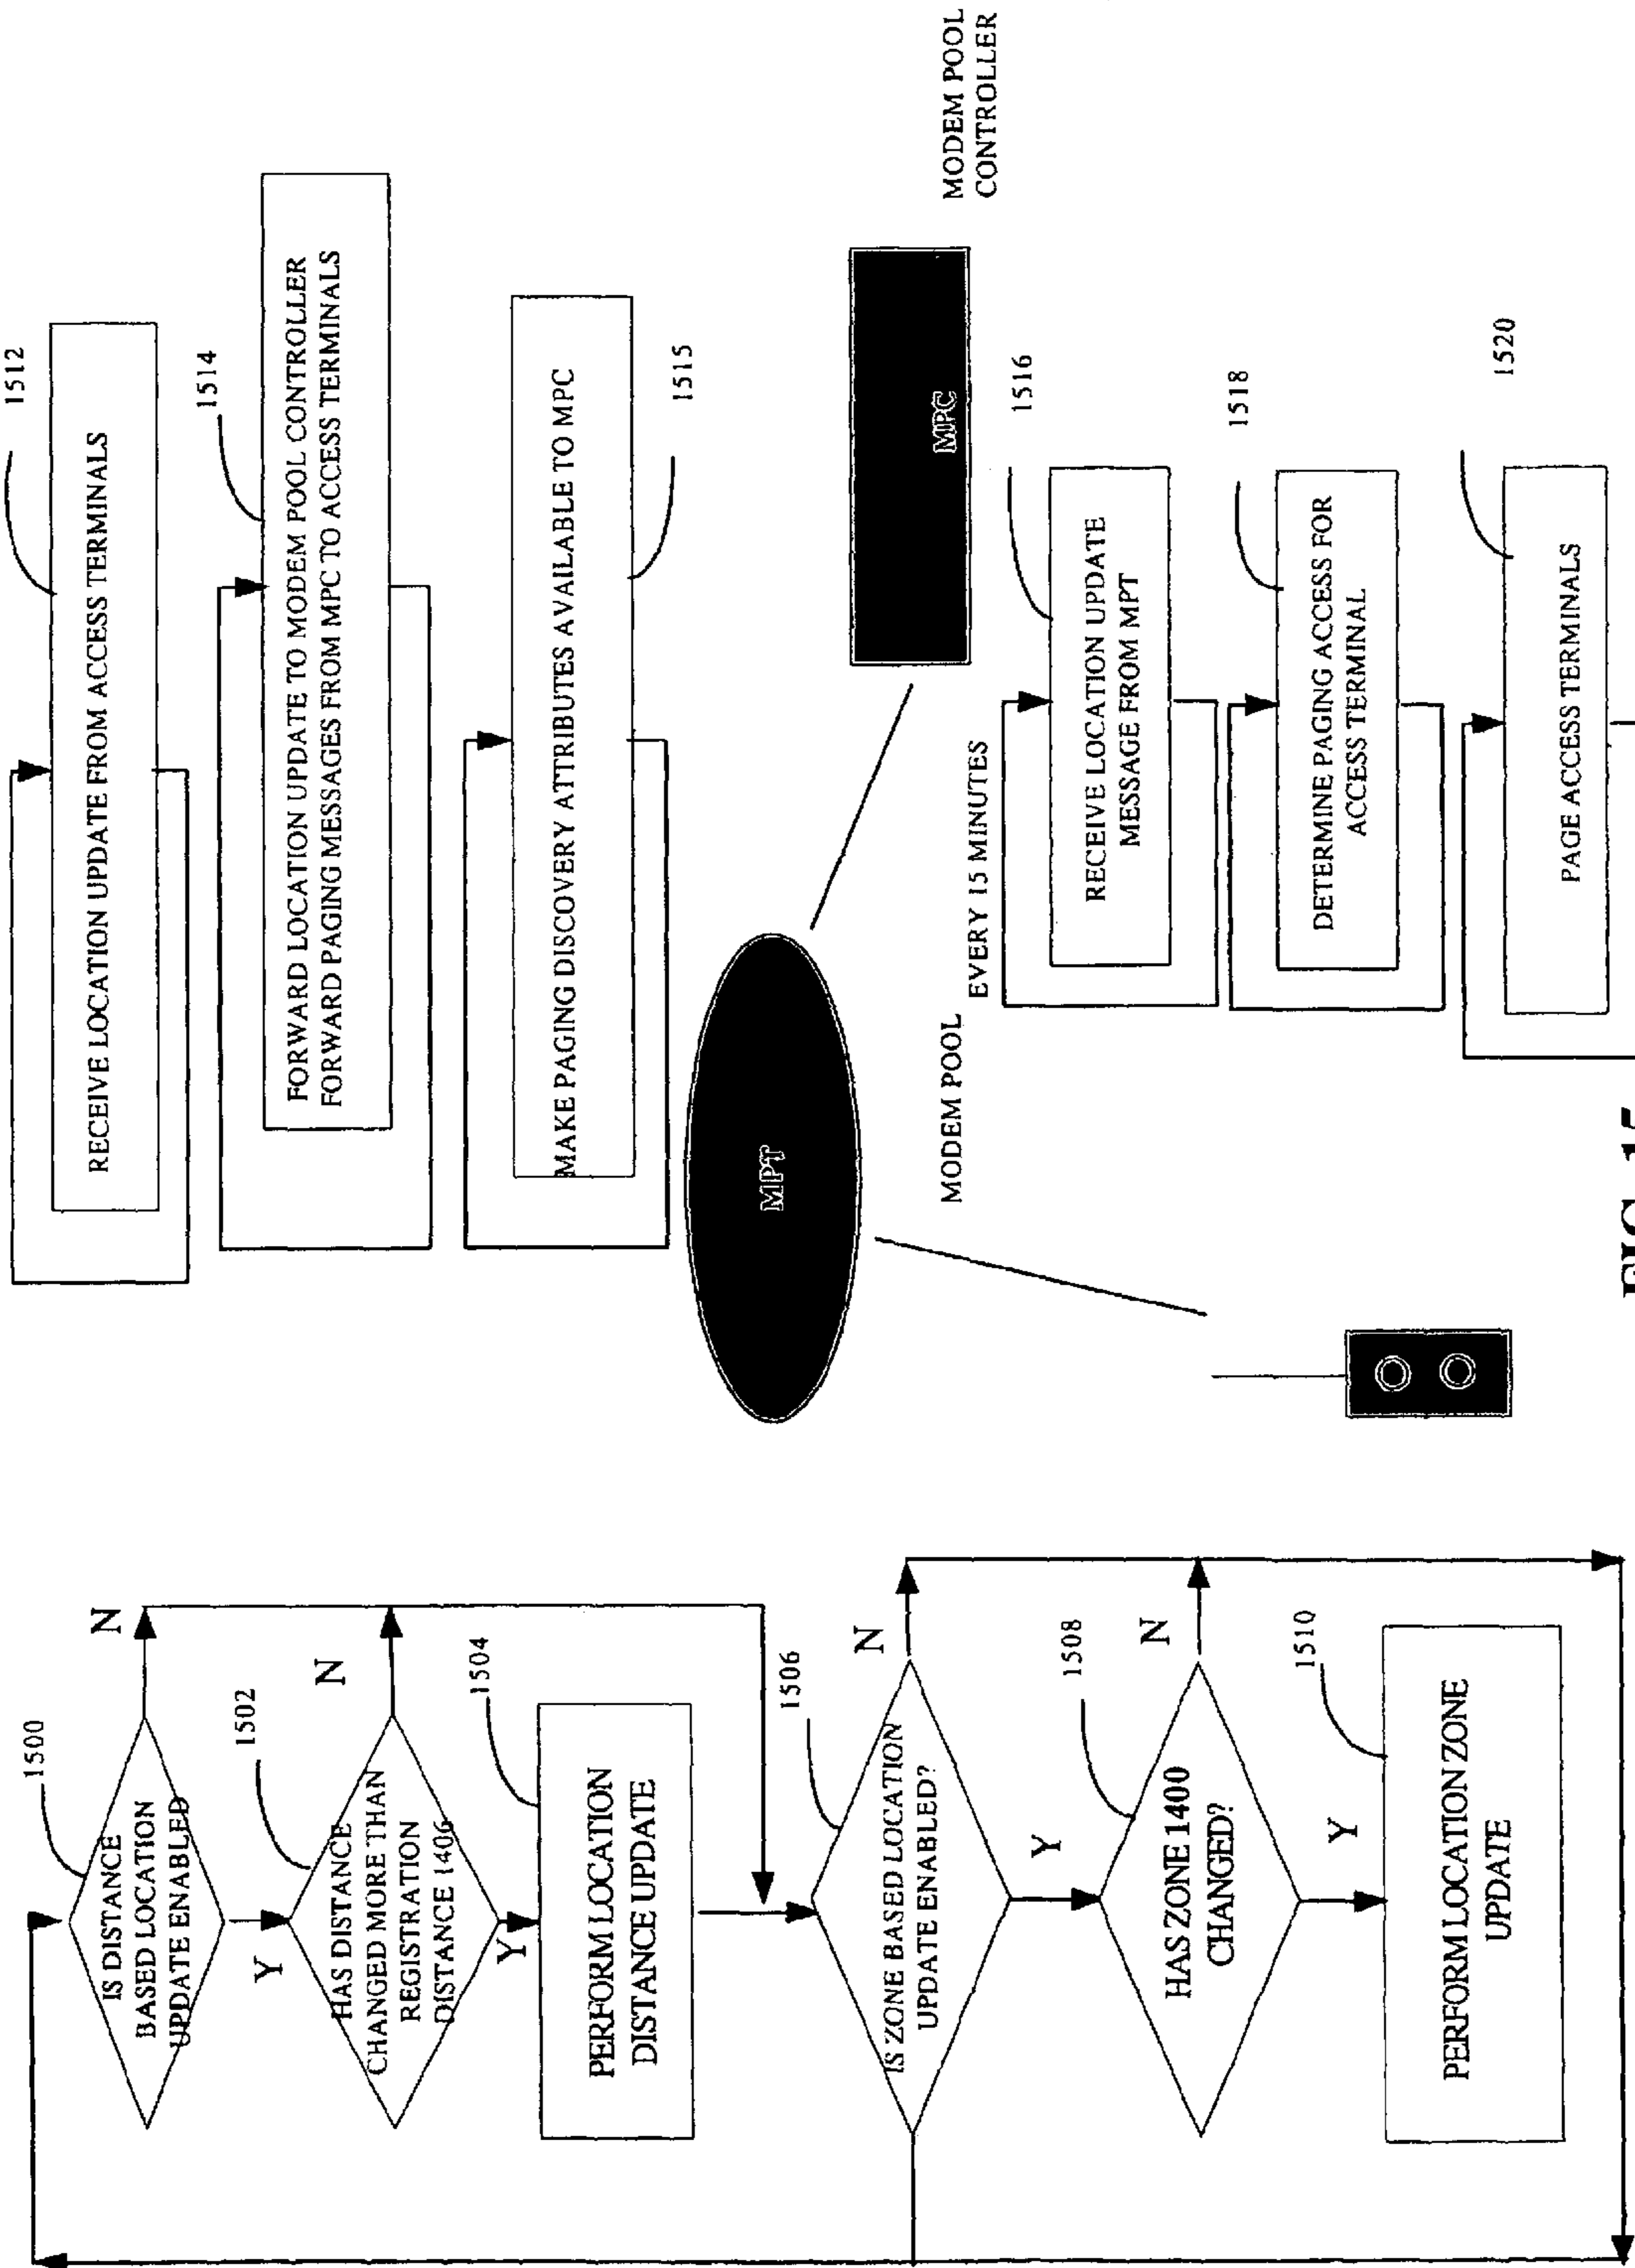 1500
IS DISTANCE
BASED LOCATION
UPDATE ENABLED
N
Y
1502
HAS DISTANCE
CHANGED MORE THAN
REGISTRATION
DISTANCE 1406
N
Y
1504
PERFORM LOCATION
DISTANCE UPDATE
1506
IS ZONE BASED LOCATION
UPDATE ENABLED?
N
Y
1508
HAS ZONE 1400
CHANGED?
N
Y
1510
PERFORM LOCATION ZONE
UPDATE
1512
RECEIVE LOCATION UPDATE FROM ACCESS TERMINALS
1514
FORWARD LOCATION UPDATE TO MODEM POOL CONTROLLER
FORWARD PAGING MESSAGES FROM MPC TO ACCESS TERMINALS
MAKE PAGING DISCOVERY ATTRIBUTES AVAILABLE TO MPC
1515
MPT
MODEM POOL
MPC
MODEM POOL
CONTROLLER
EVERY 15 MINUTES
1516
RECEIVE LOCATION UPDATE
MESSAGE FROM MPT
1518
DETERMINE PAGING ACCESS FOR
ACCESS TERMINAL
1520
PAGE ACCESS TERMINALS
FIG. 15